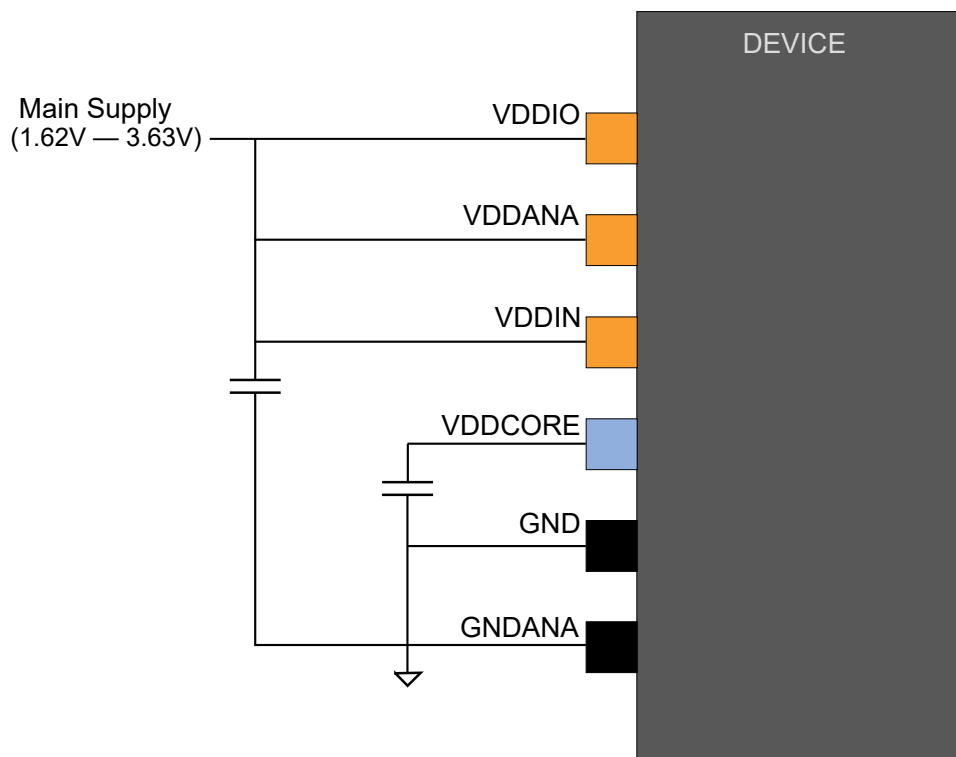 DEVICE
Main Supply
(1.62V — 3.63V)
VDDIO
VDDANA
VDDIN
VDDCORE
GND
GNDANA